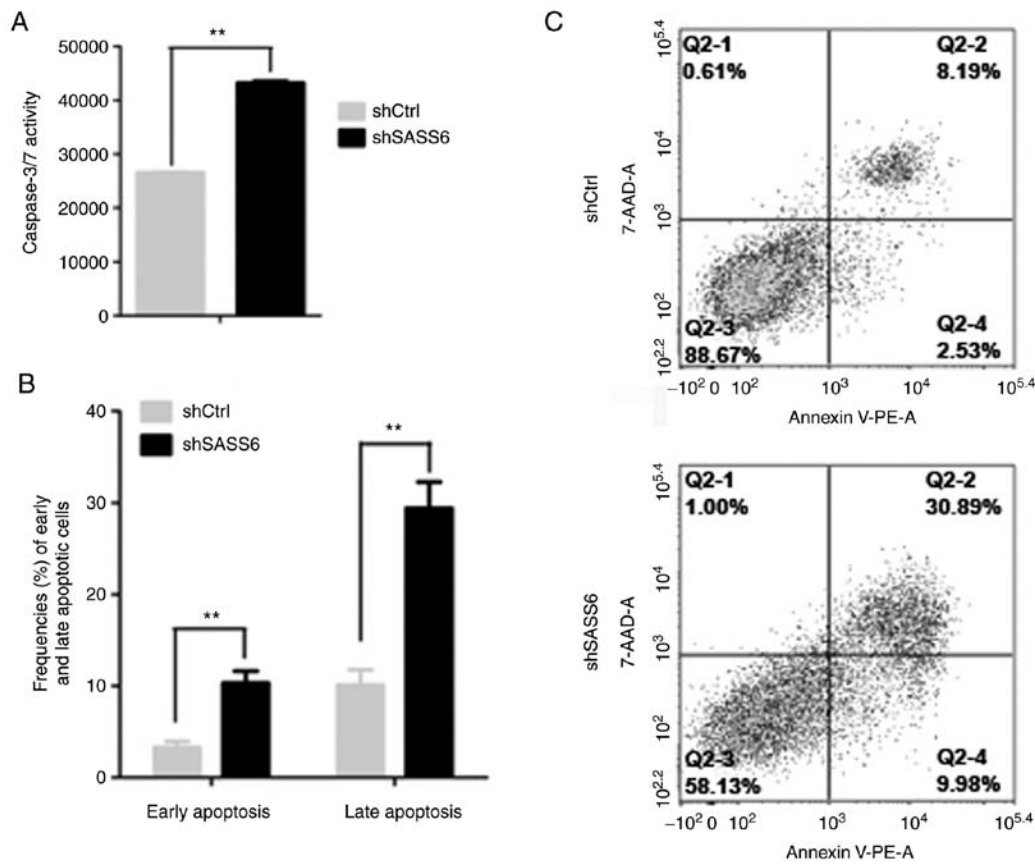 A
**
50000
40000
30000
20000
10000
0
Caspase-3/7 activity
shCtrl
shSASS6
B
40
30
20
10
0
Frequencies (%) of early
and late apoptotic cells
shCtrl
shSASS6
**
**
Early apoptosis
Late apoptosis
C
shCtrl
7-AAD-A
10^5.4
10^4
10^3
10^2
10^2.2
Q2-1
0.61%
Q2-2
8.19%
Q2-3
88.67%
Q2-4
2.53%
-10^2 0 10^2 10^3 10^4 10^5.4
Annexin V-PE-A
shSASS6
7-AAD-A
10^5.4
10^4
10^3
10^2
10^2.2
Q2-1
1.00%
Q2-2
30.89%
Q2-3
58.13%
Q2-4
9.98%
-10^2 0 10^2 10^3 10^4 10^5.4
Annexin V-PE-A